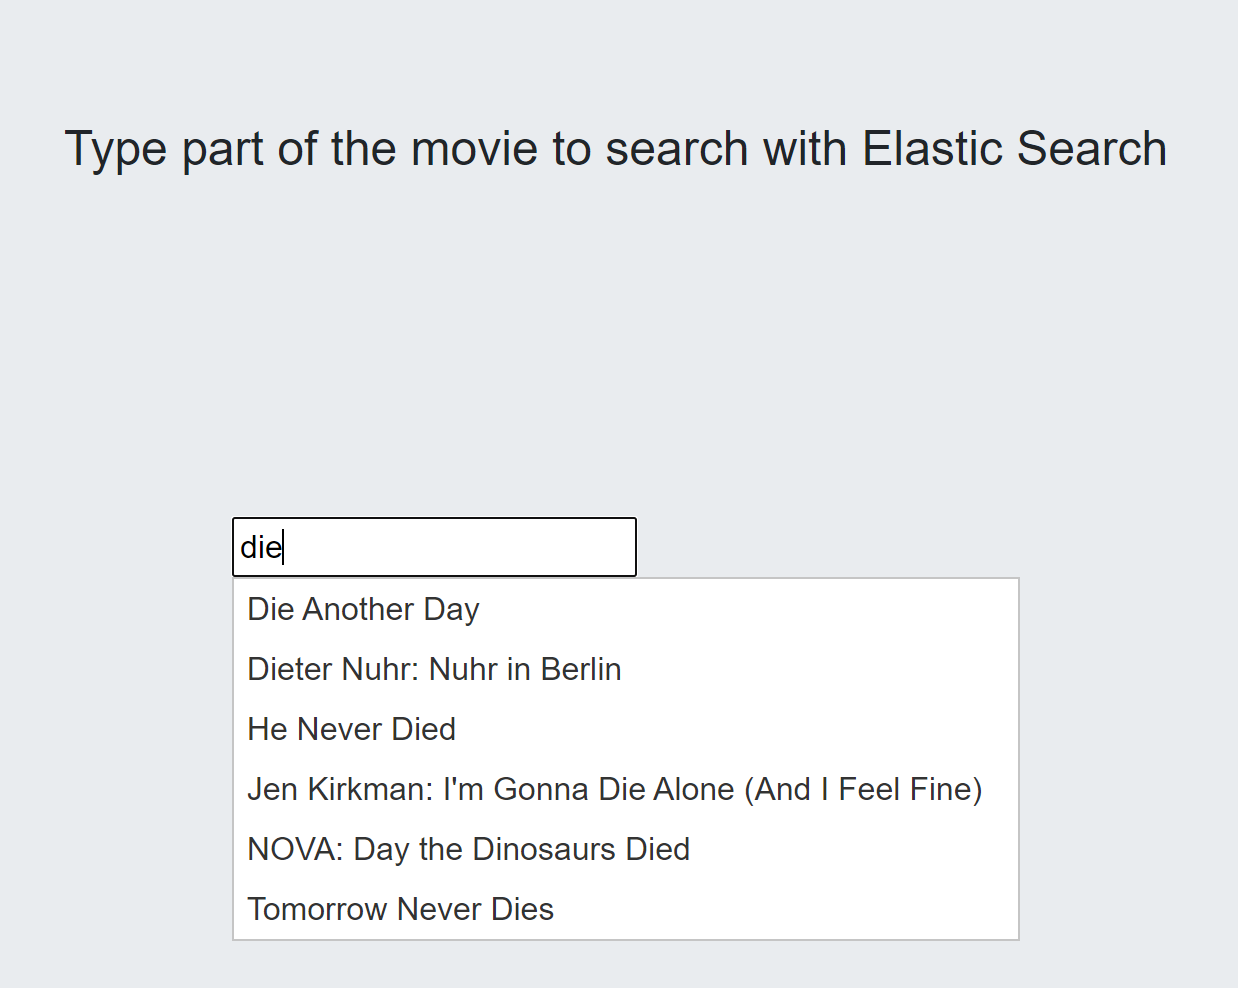 Type part of the movie to search with Elastic Search
die
Die Another Day
Dieter Nuhr: Nuhr in Berlin
He Never Died
Jen Kirkman: I'm Gonna Die Alone (And I Feel Fine)
NOVA: Day the Dinosaurs Died
Tomorrow Never Dies